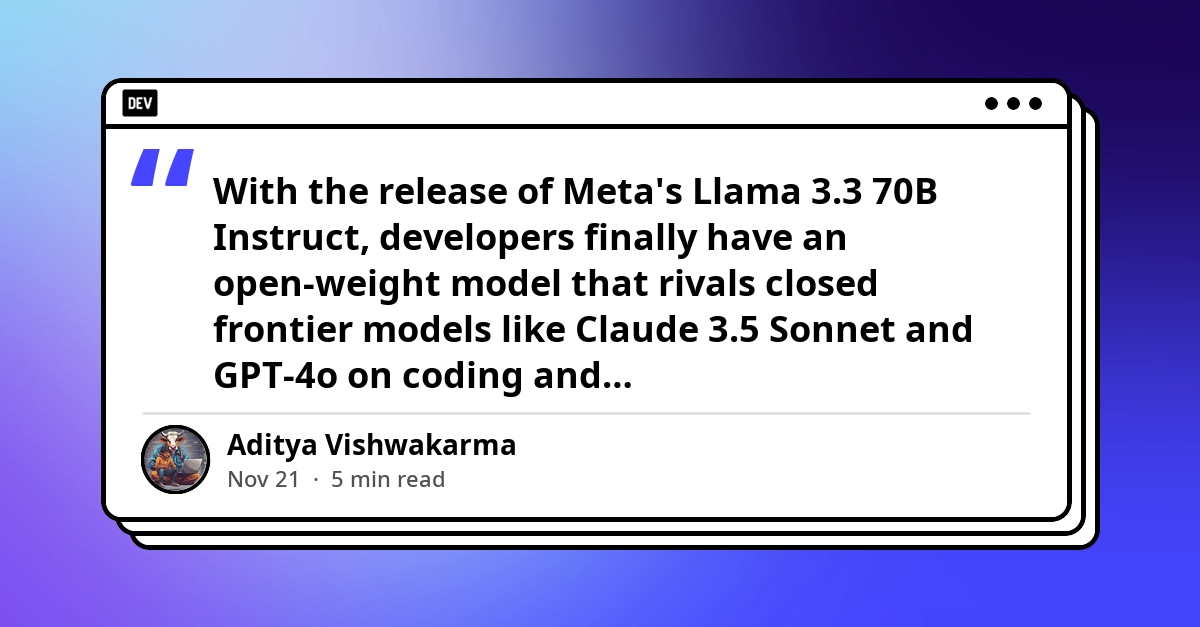 DEV
“
With the release of Meta's Llama 3.3 70B
Instruct, developers finally have an
open-weight model that rivals closed
frontier models like Claude 3.5 Sonnet and
GPT-4o on coding and...
Aditya Vishwakarma
Nov 21 · 5 min read